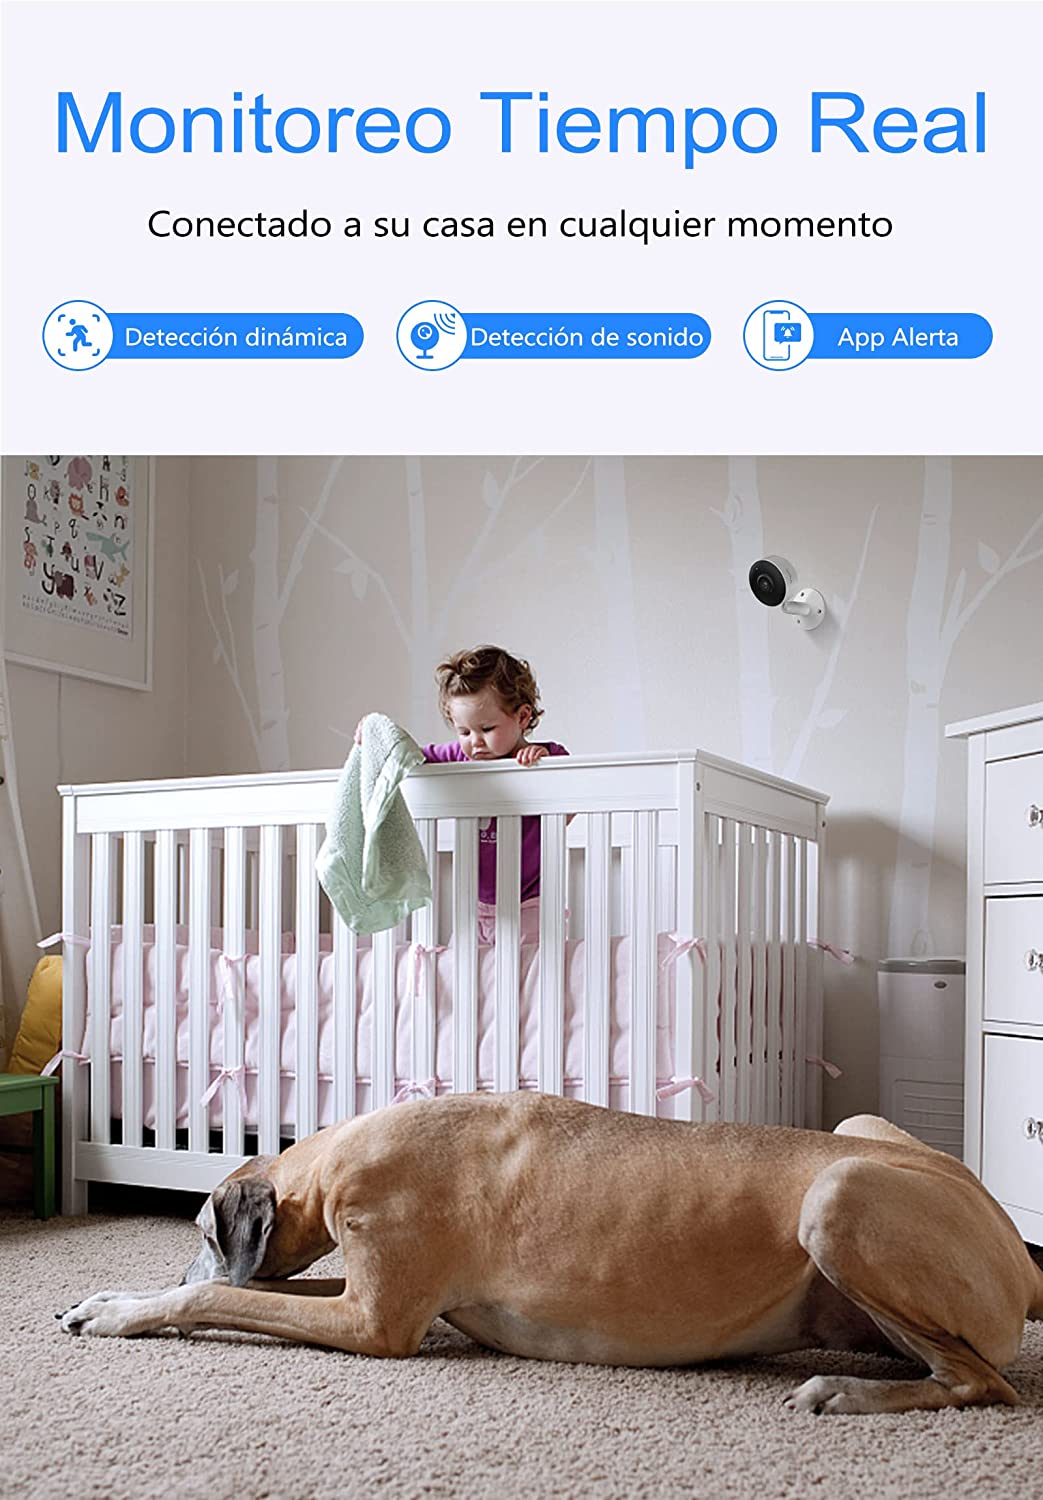 Monitoreo Tiempo Real
Conectado a su casa en cualquier momento
Detección dinámica
Detección de sonido
App Alerta